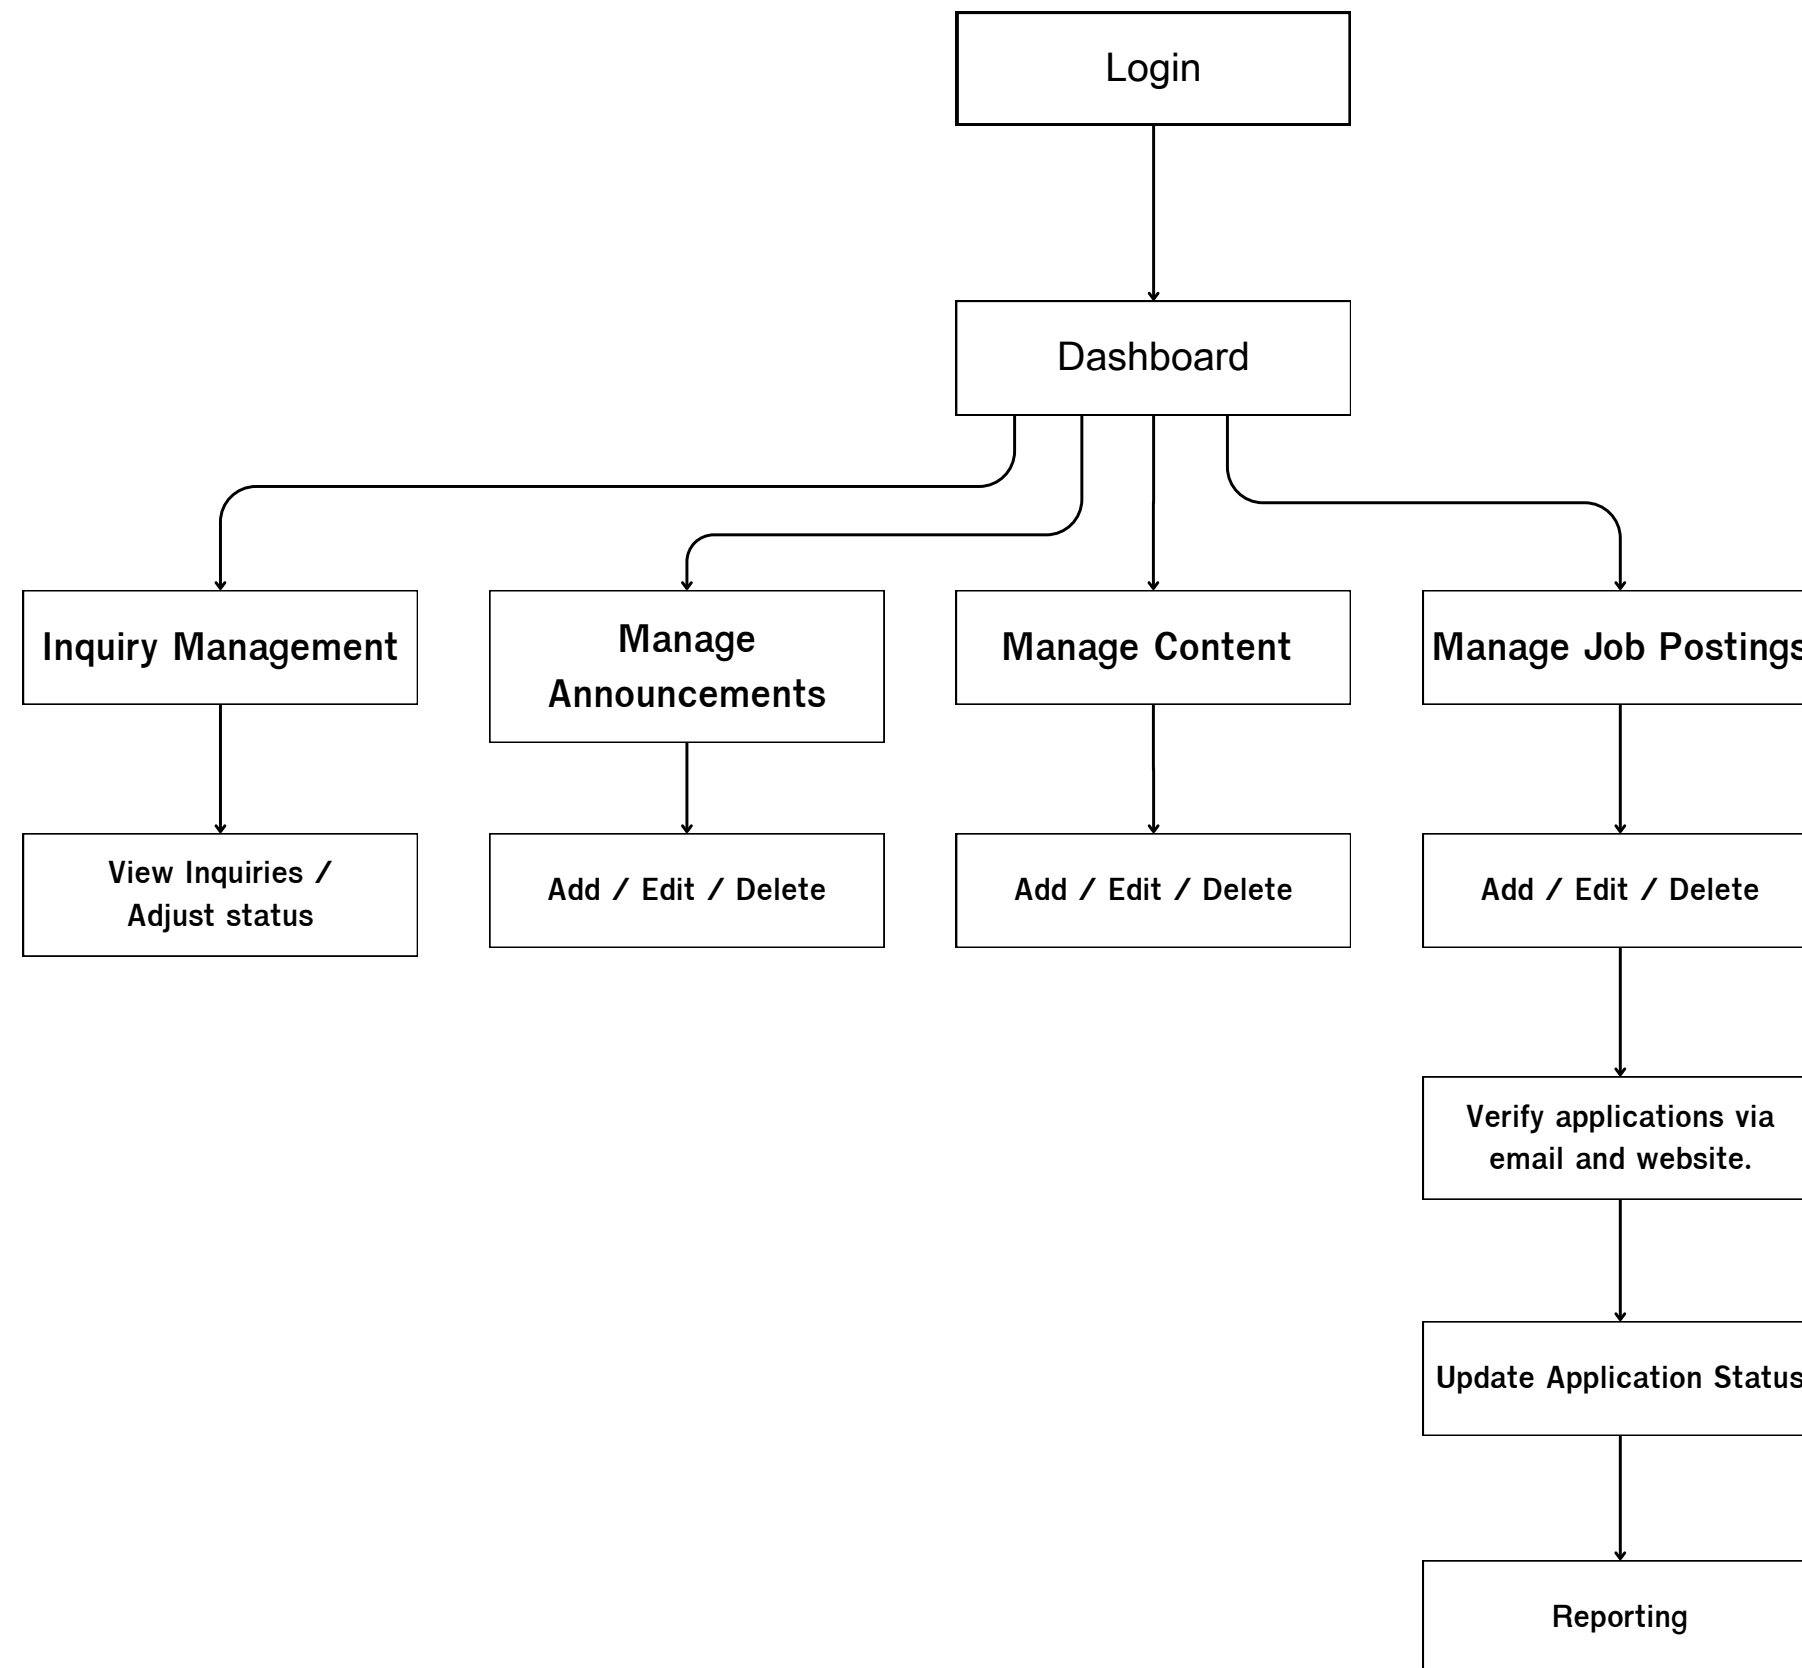 Login
Dashboard
Inquiry Management
Manage
Announcements
Manage Content
Manage Job Postings
View Inquiries /
Adjust status
Add / Edit / Delete
Add / Edit / Delete
Add / Edit / Delete
Verify applications via
email and website.
Update Application Status
Reporting